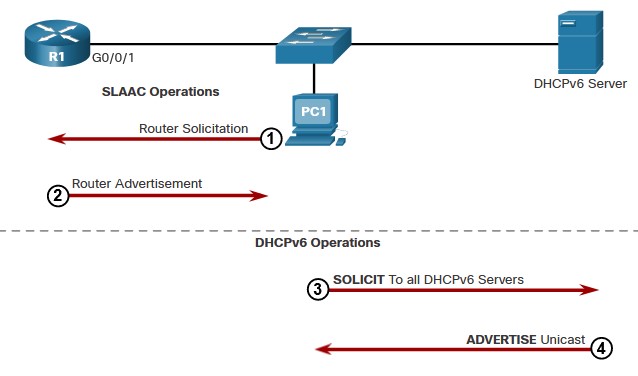 R1
G0/0/1
DHCPv6 Server
SLAAC Operations
PC1
Router Solicitation
1
Router Advertisement
2
DHCPv6 Operations
SOLICIT To all DHCPv6 Servers
3
ADVERTISE Unicast
4